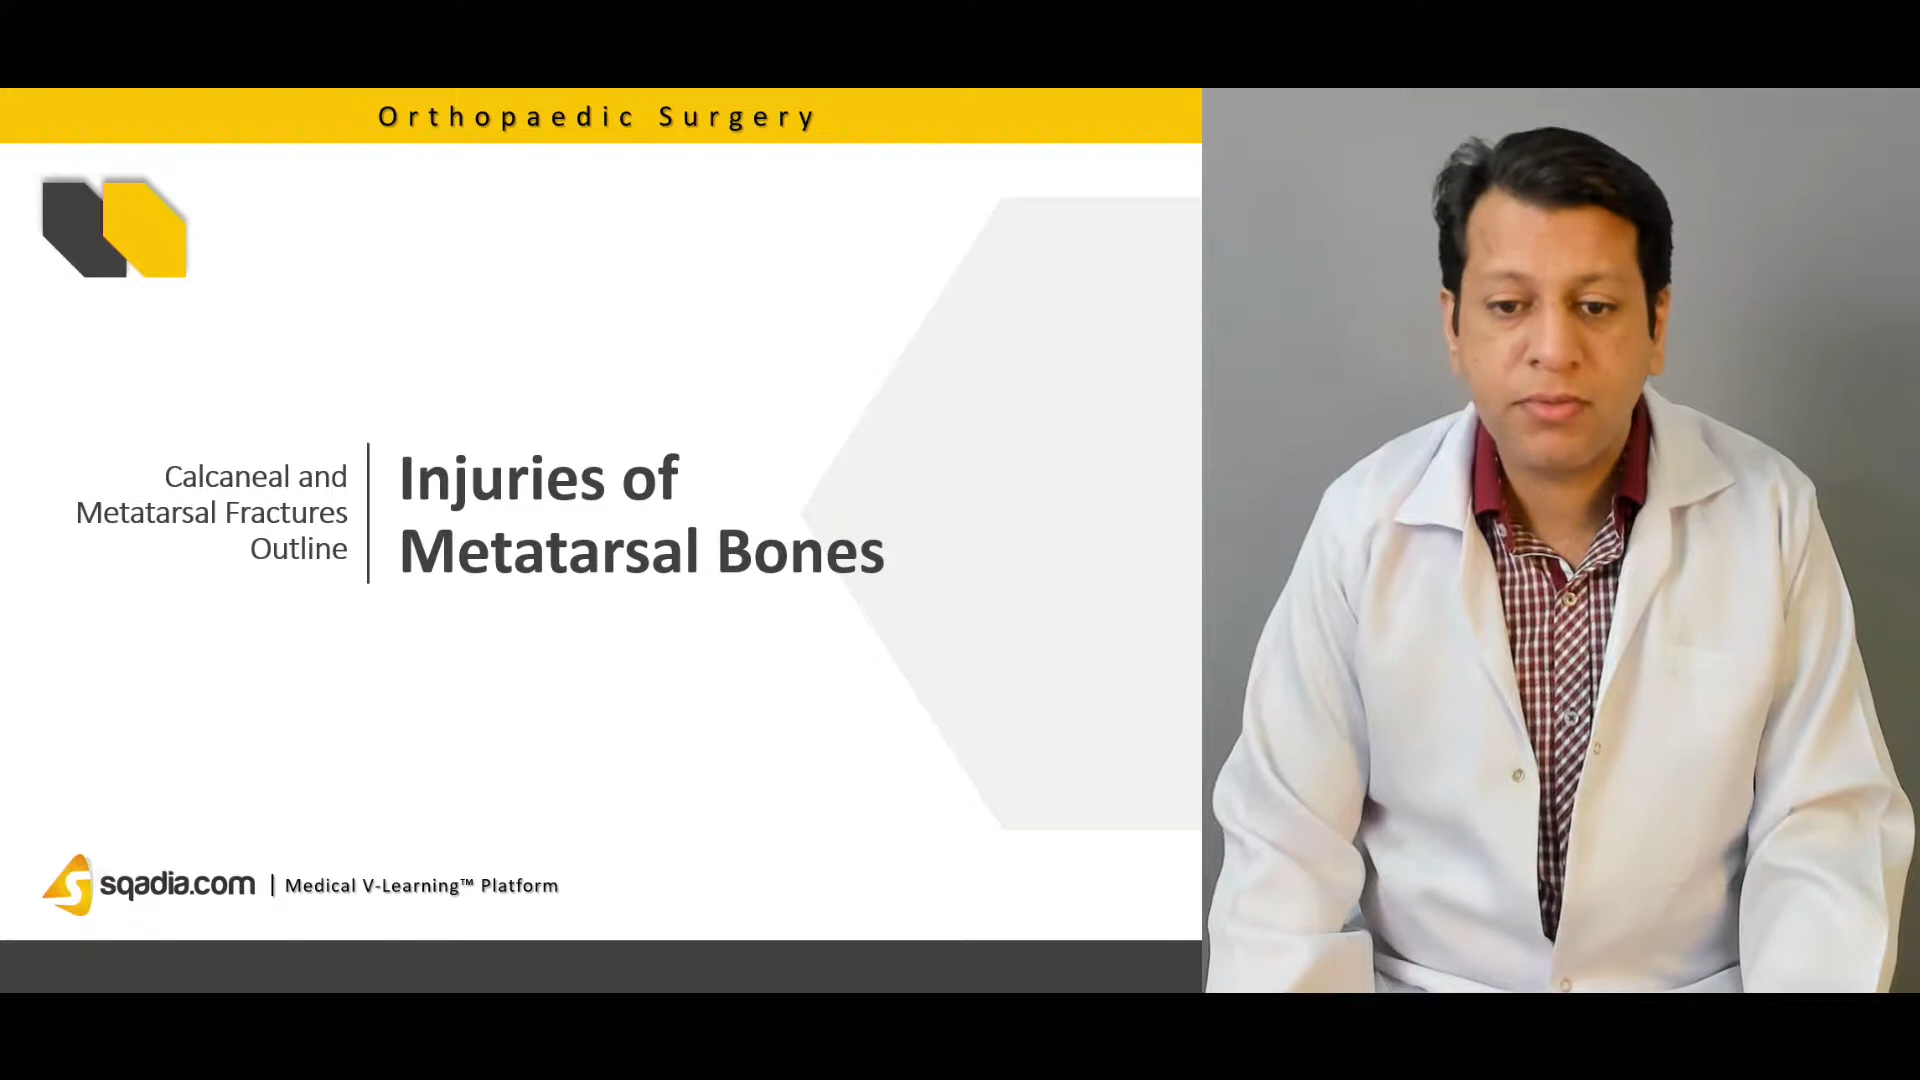 Orthopaedic Surgery
Calcaneal and
Metatarsal Fractures
Outline
Injuries of
Metatarsal Bones
sqadia.com | Medical V-Learning™ Platform